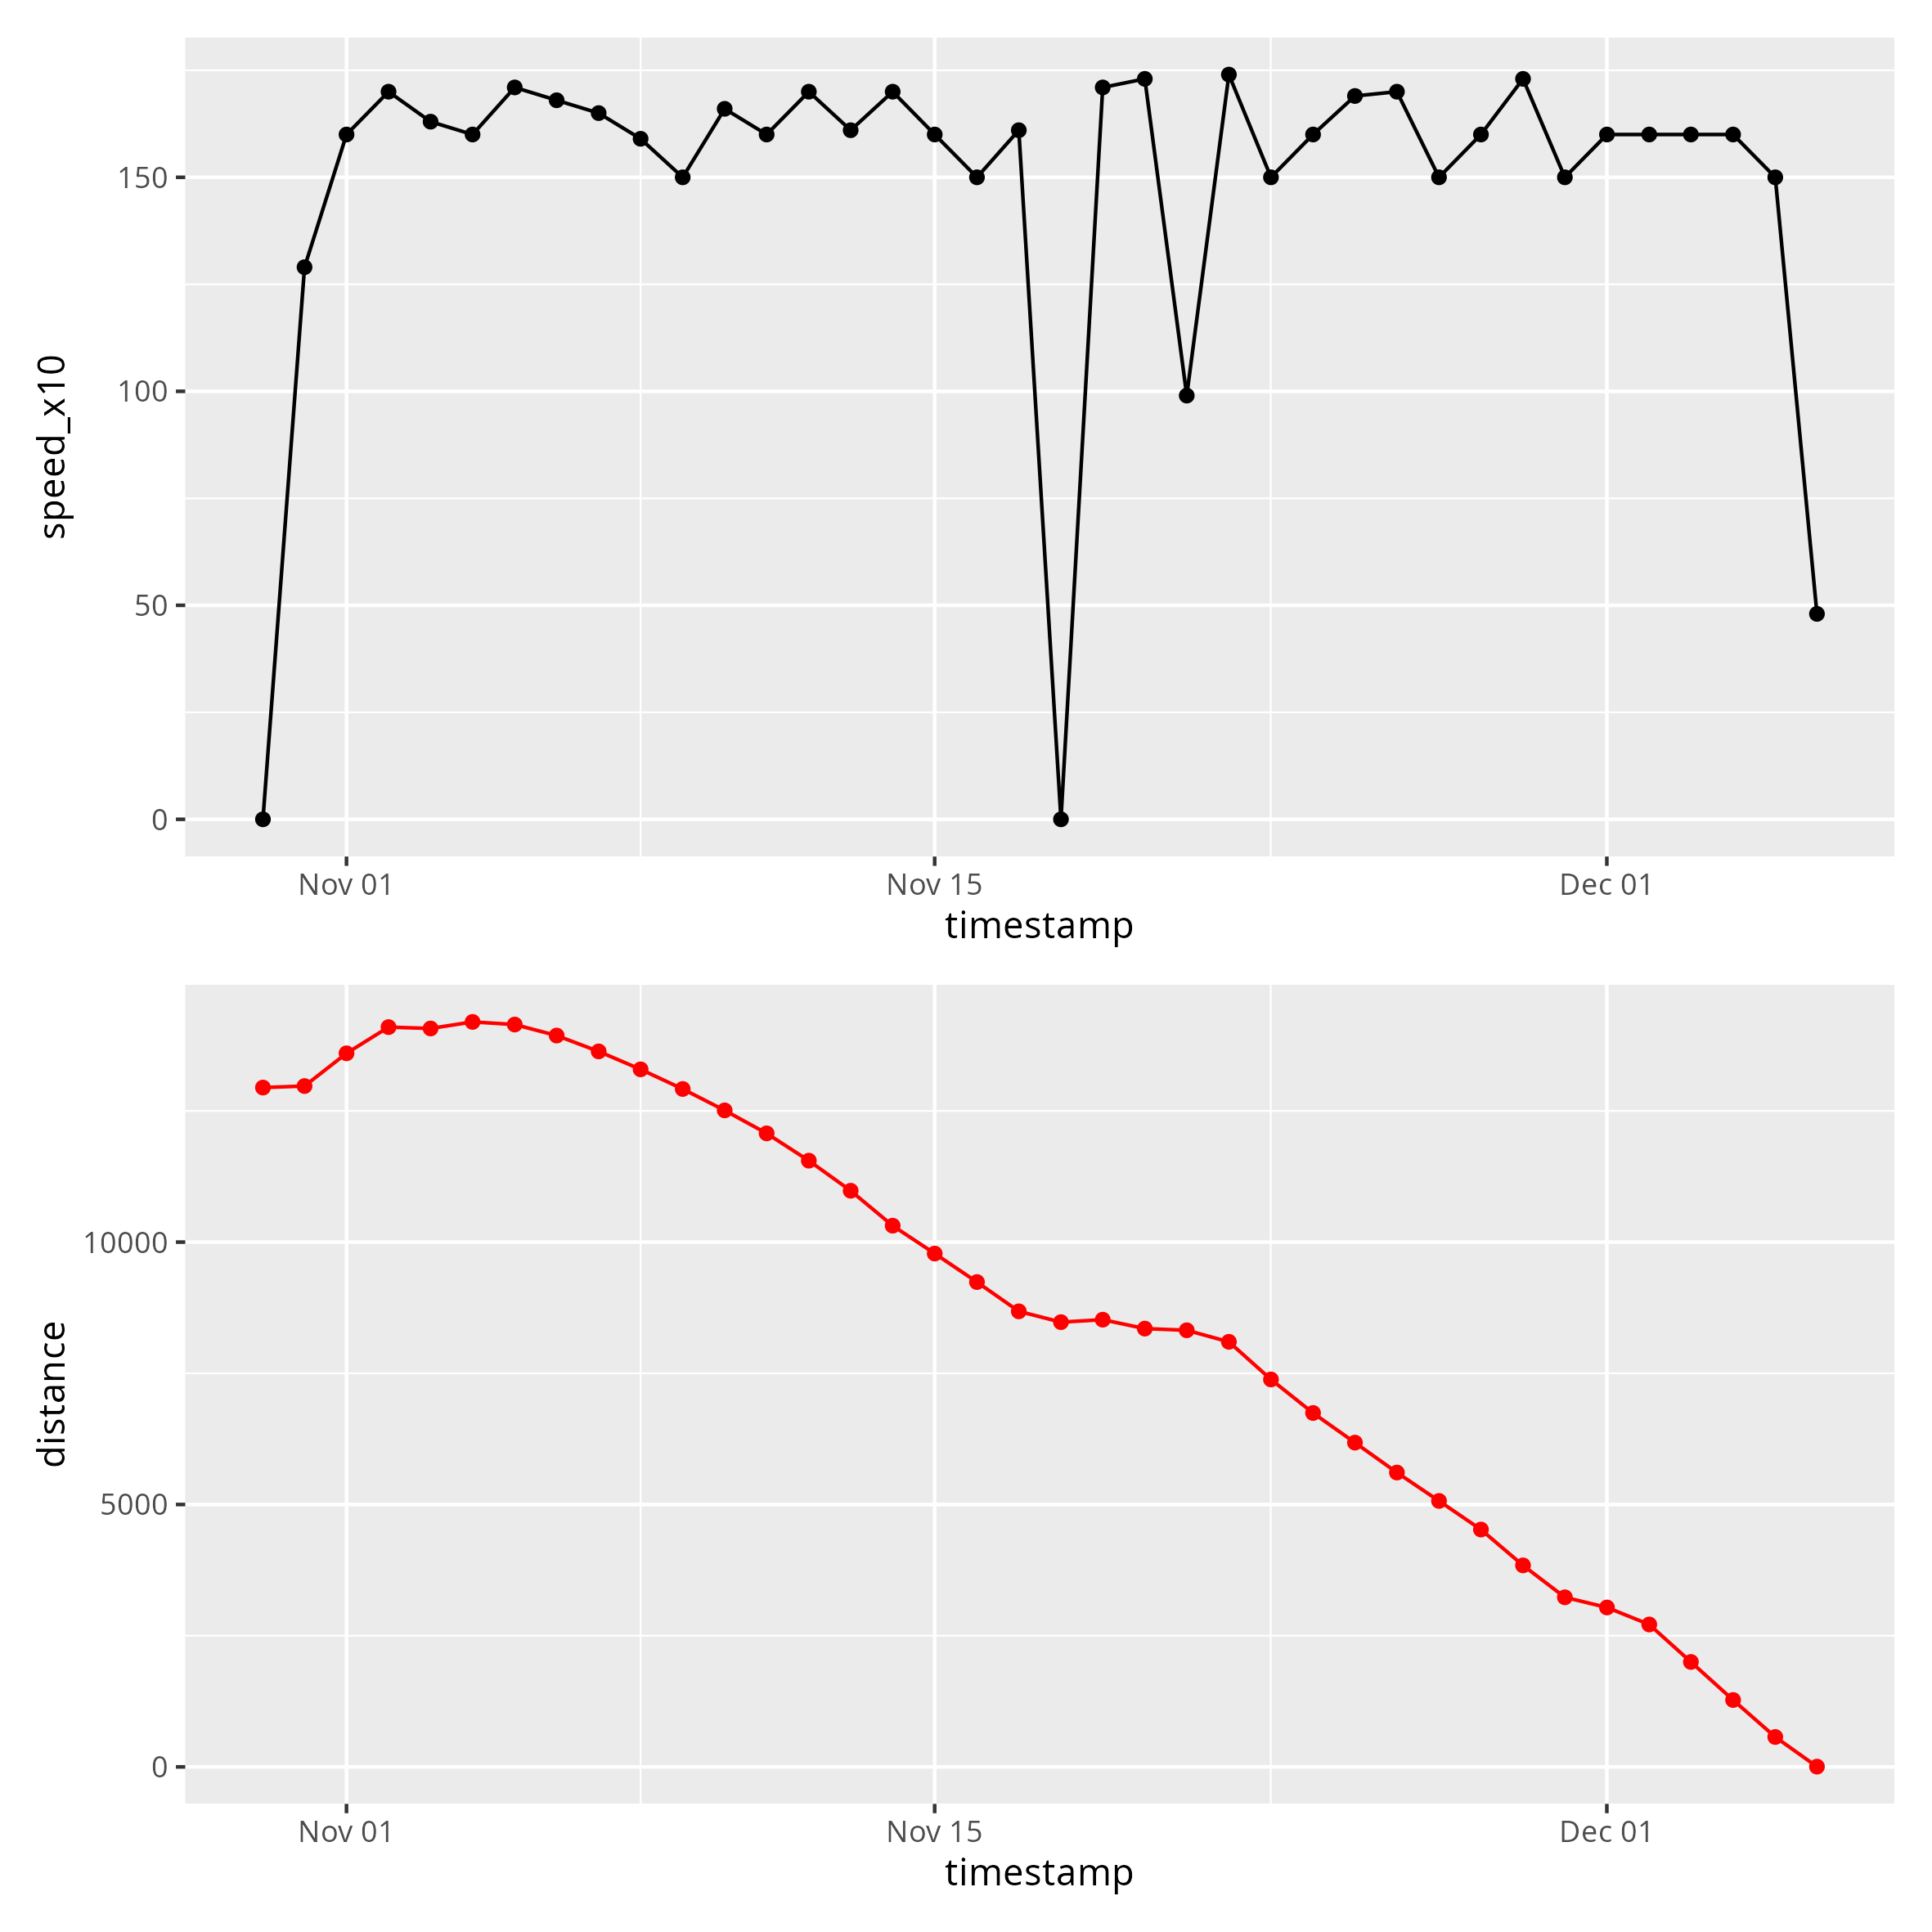 speed_x10
150
100
50
0
Nov 01 Nov 15 Dec 01
timestamp
distance
10000
5000
0
Nov 01 Nov 15 Dec 01
timestamp